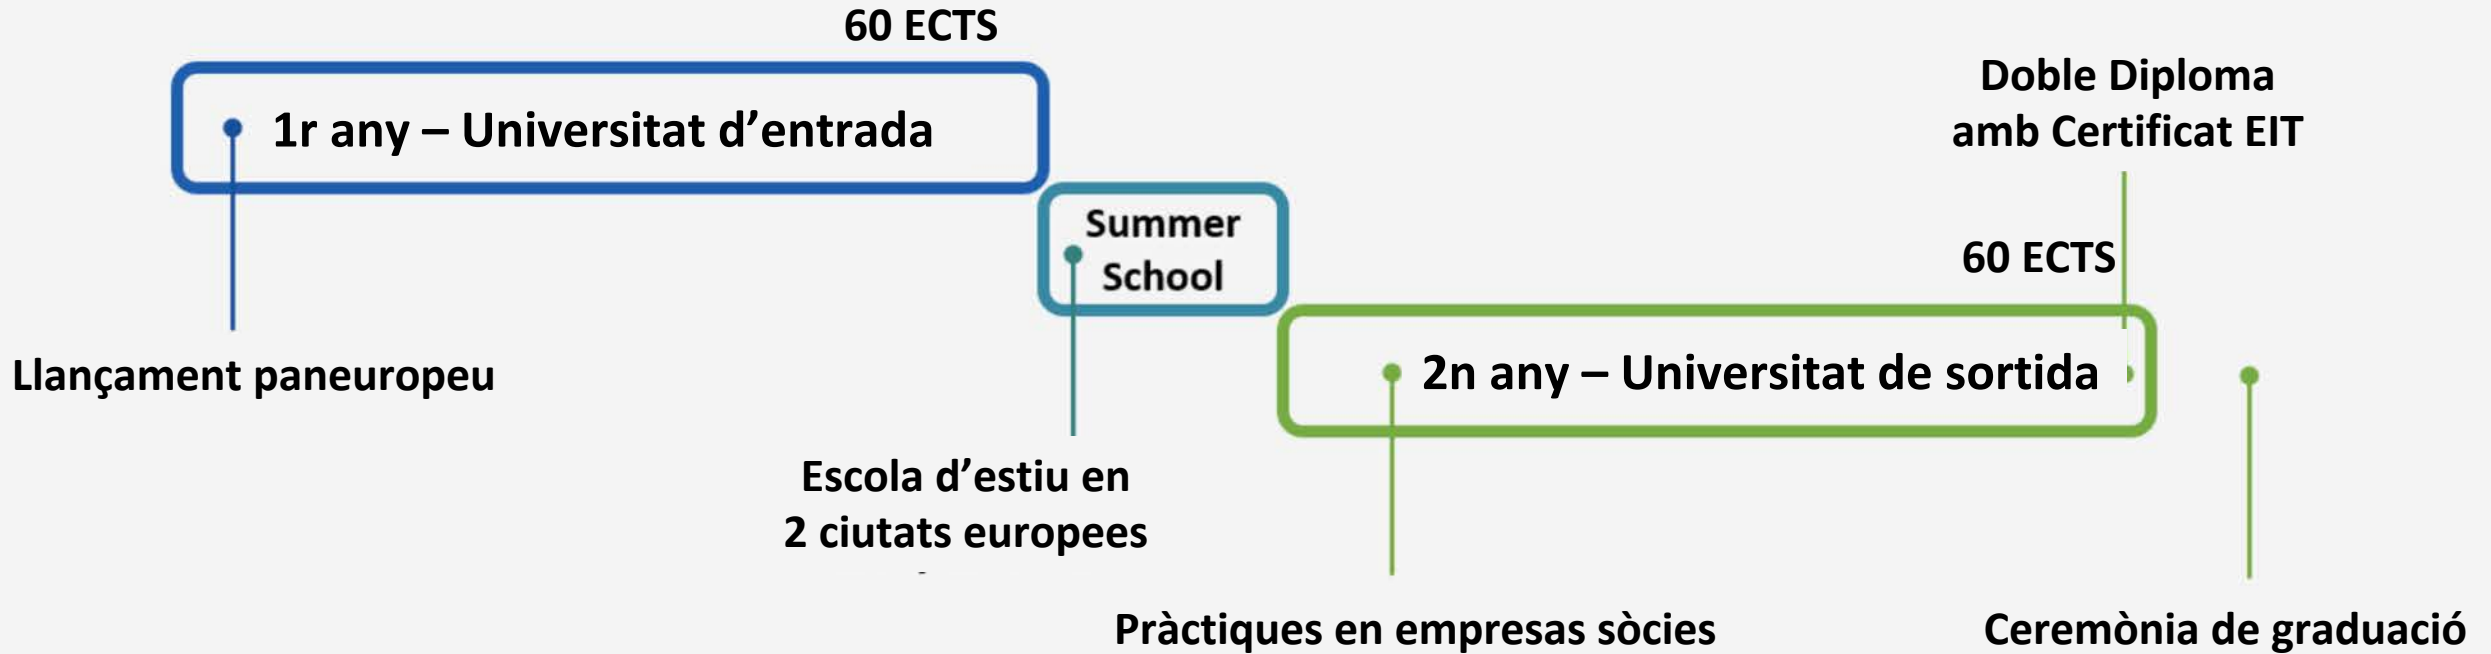 60 ECTS
1r any – Universitat d’entrada
Doble Diploma
amb Certificat EIT
Summer
School
60 ECTS
Llançament paneuropeu
2n any – Universitat de sortida
Escola d’estiu en
2 ciutats europees
Pràctiques en empresas sòcies
Ceremònia de graduació